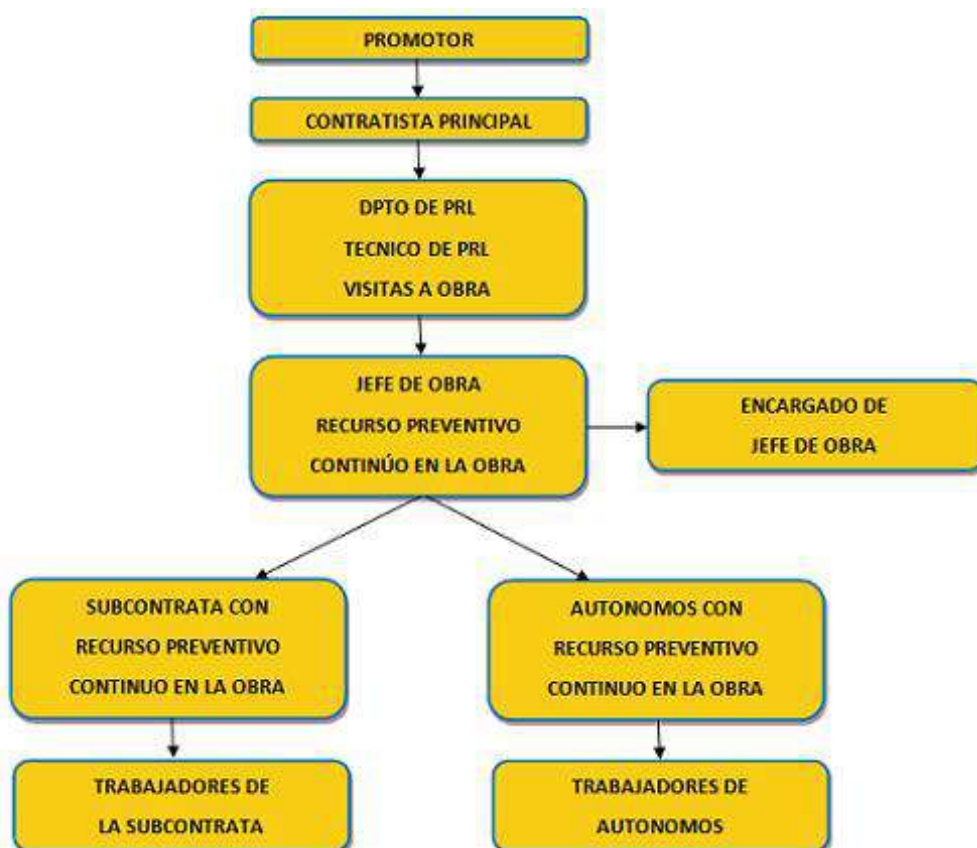 PROMOTOR
CONTRATISTA PRINCIPAL
DPTO DE PRL
TECNICO DE PRL
VISITAS A OBRA
JEFE DE OBRA
RECURSO PREVENTIVO
CONTINÚO EN LA OBRA
ENCARGADO DE
JEFE DE OBRA
SUBCONTRATA CON
RECURSO PREVENTIVO
CONTINUO EN LA OBRA
AUTONOMOS CON
RECURSO PREVENTIVO
CONTINUO EN LA OBRA
TRABAJADORES DE
LA SUBCONTRATA
TRABAJADORES DE
AUTONOMOS